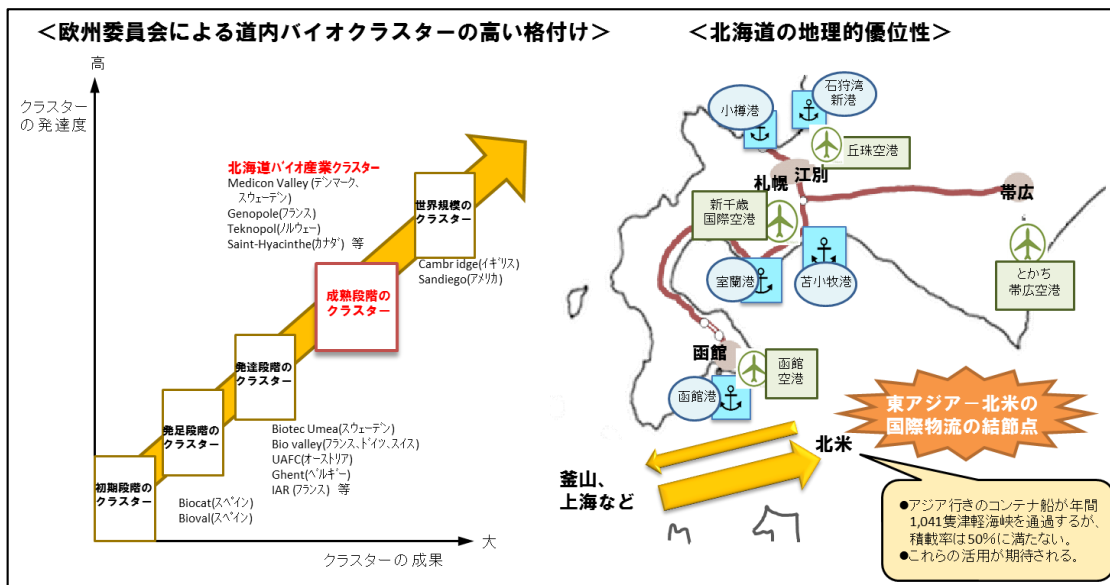 ＜欧州委員会による道内バイオクラスターの高い格付け＞
高
クラスター
の発達度
北海道バイオ産業クラスター
Medicon Valley (デンマーク、
スウェーデン)
Genopole(フランス)
Teknopol(ノルウェー)
Saint-Hyacinthe(カナダ) 等
世界規模の
クラスター
Cambr idge(イギリス)
Sandiego(アメリカ)
成熟段階の
クラスター
発達段階の
クラスター
発足段階の
クラスター
初期段階の
クラスター
Biotec Umea(スウェーデン)
Bio valley(フランス、ドイツ、スイス)
UAFC(オーストリア)
Ghent(ベルギー)
IAR (フランス) 等
Biocat(スペイン)
Bioval(スペイン)
クラスターの成果
大
＜北海道の地理的優位性＞
石狩湾
新港
小樽港
丘珠空港
札幌
江別
帯広
新千歳
国際空港
とかち
帯広空港
室蘭港
苫小牧港
函館
函館
空港
函館港
東アジア－北米の
国際物流の結節点
北米
釜山、
上海など
●アジア行きのコンテナ船が年間
1,041隻津軽海峡を通過するが、
積載率は50％に満たない。
●これらの活用が期待される。